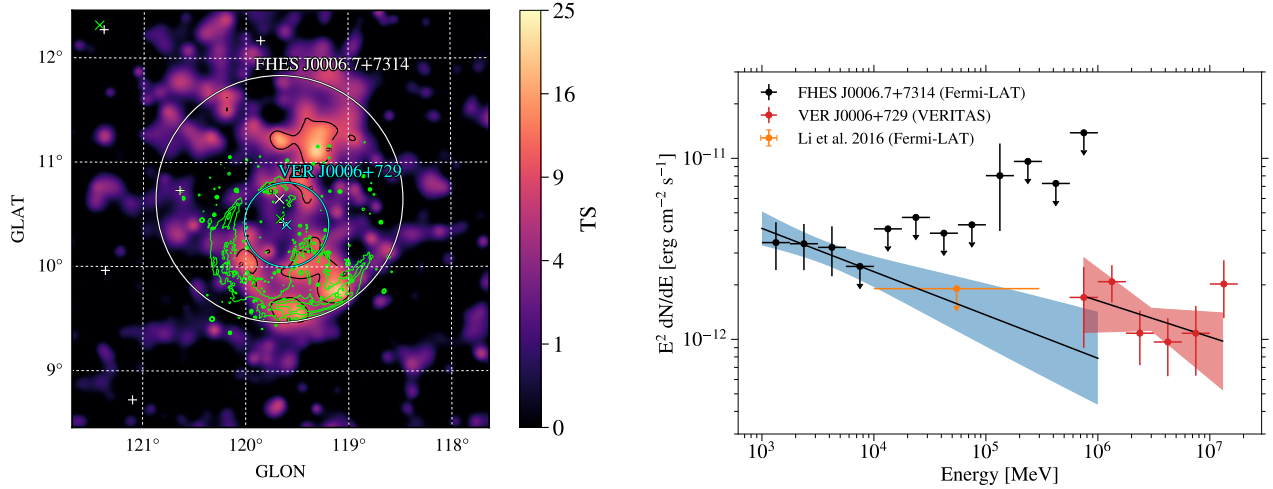 12°
11°
10°
9°
GLAT
121°
120°
119°
118°
GLON
FHES J0006.7+7314
VER J0006+729
25
16
9
4
1
0
TS
FHES J0006.7+7314 (Fermi-LAT)
VER J0006+729 (VERITAS)
Li et al. 2016 (Fermi-LAT)
10⁻¹¹
10⁻¹²
E² dN/dE [erg cm⁻² s⁻¹]
10³
10⁴
10⁵
10⁶
10⁷
Energy [MeV]